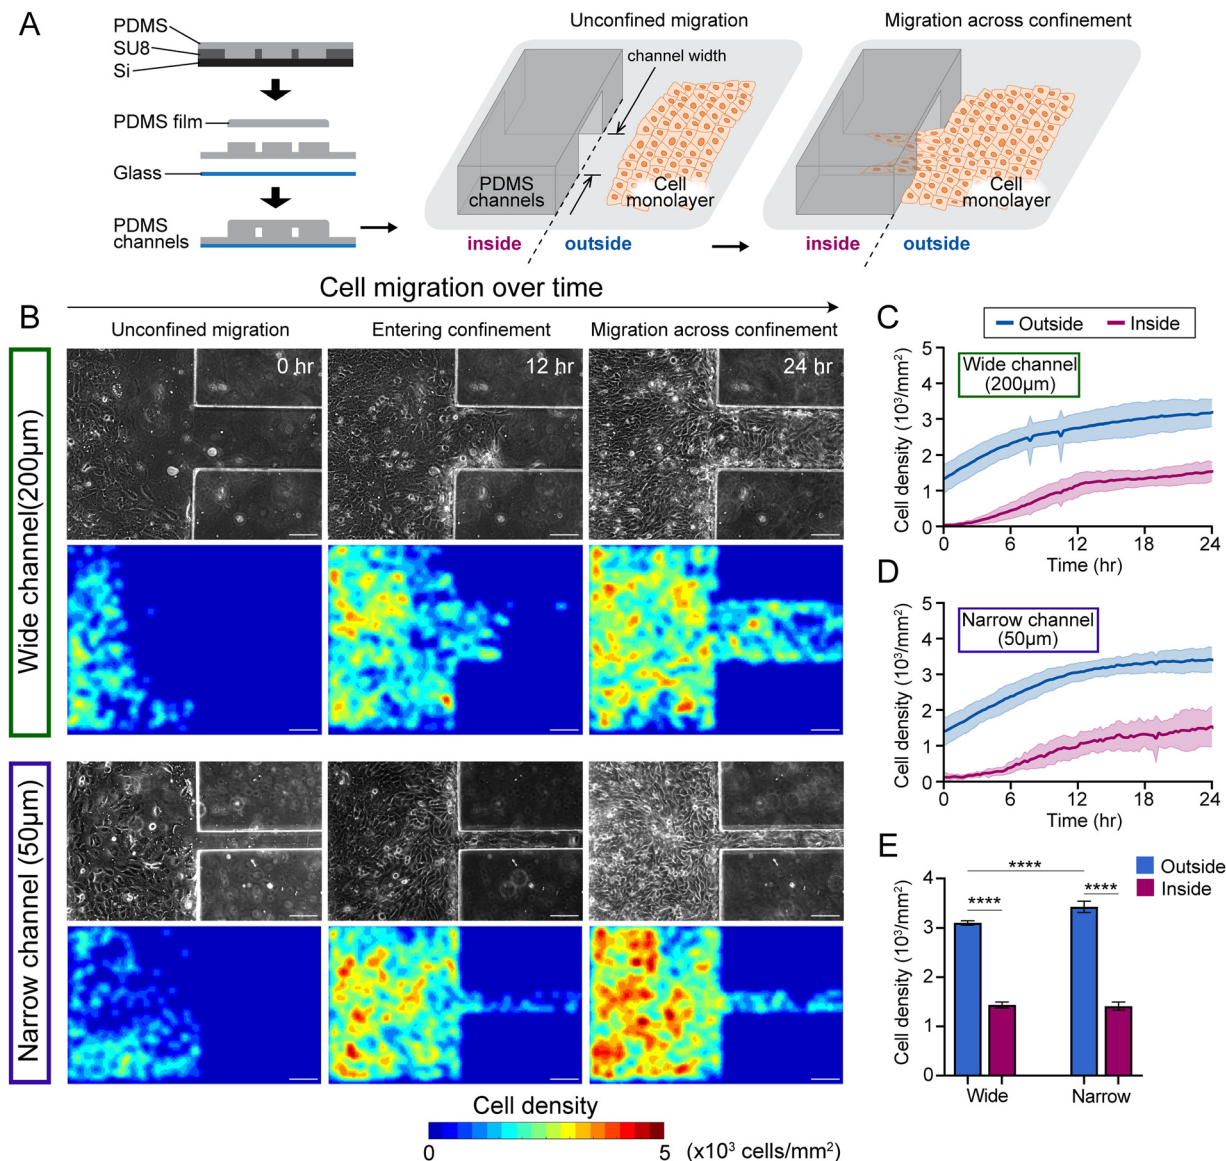 A
PDMS
SU8
Si
PDMS film
Glass
PDMS
channels
Unconfined migration
channel width
PDMS
channels
Cell
monolayer
inside
outside
Migration across confinement
PDMS
channels
Cell
monolayer
inside
outside
B
Cell migration over time
Unconfined migration
Entering confinement
Migration across confinement
Wide channel(200µm)
0 hr
12 hr
24 hr
Narrow channel (50µm)
Cell density
0
5
(x10³ cells/mm²)
C
Outside
Inside
Wide channel
(200µm)
Cell density (10³/mm²)
5
4
3
2
1
0
0
6
12
18
24
Time (hr)
D
Narrow channel
(50µm)
Cell density (10³/mm²)
5
4
3
2
1
0
0
6
12
18
24
Time (hr)
E
Outside
Inside
Cell density (10³/mm²)
4
3
2
1
0
****
****
****
Wide
Narrow